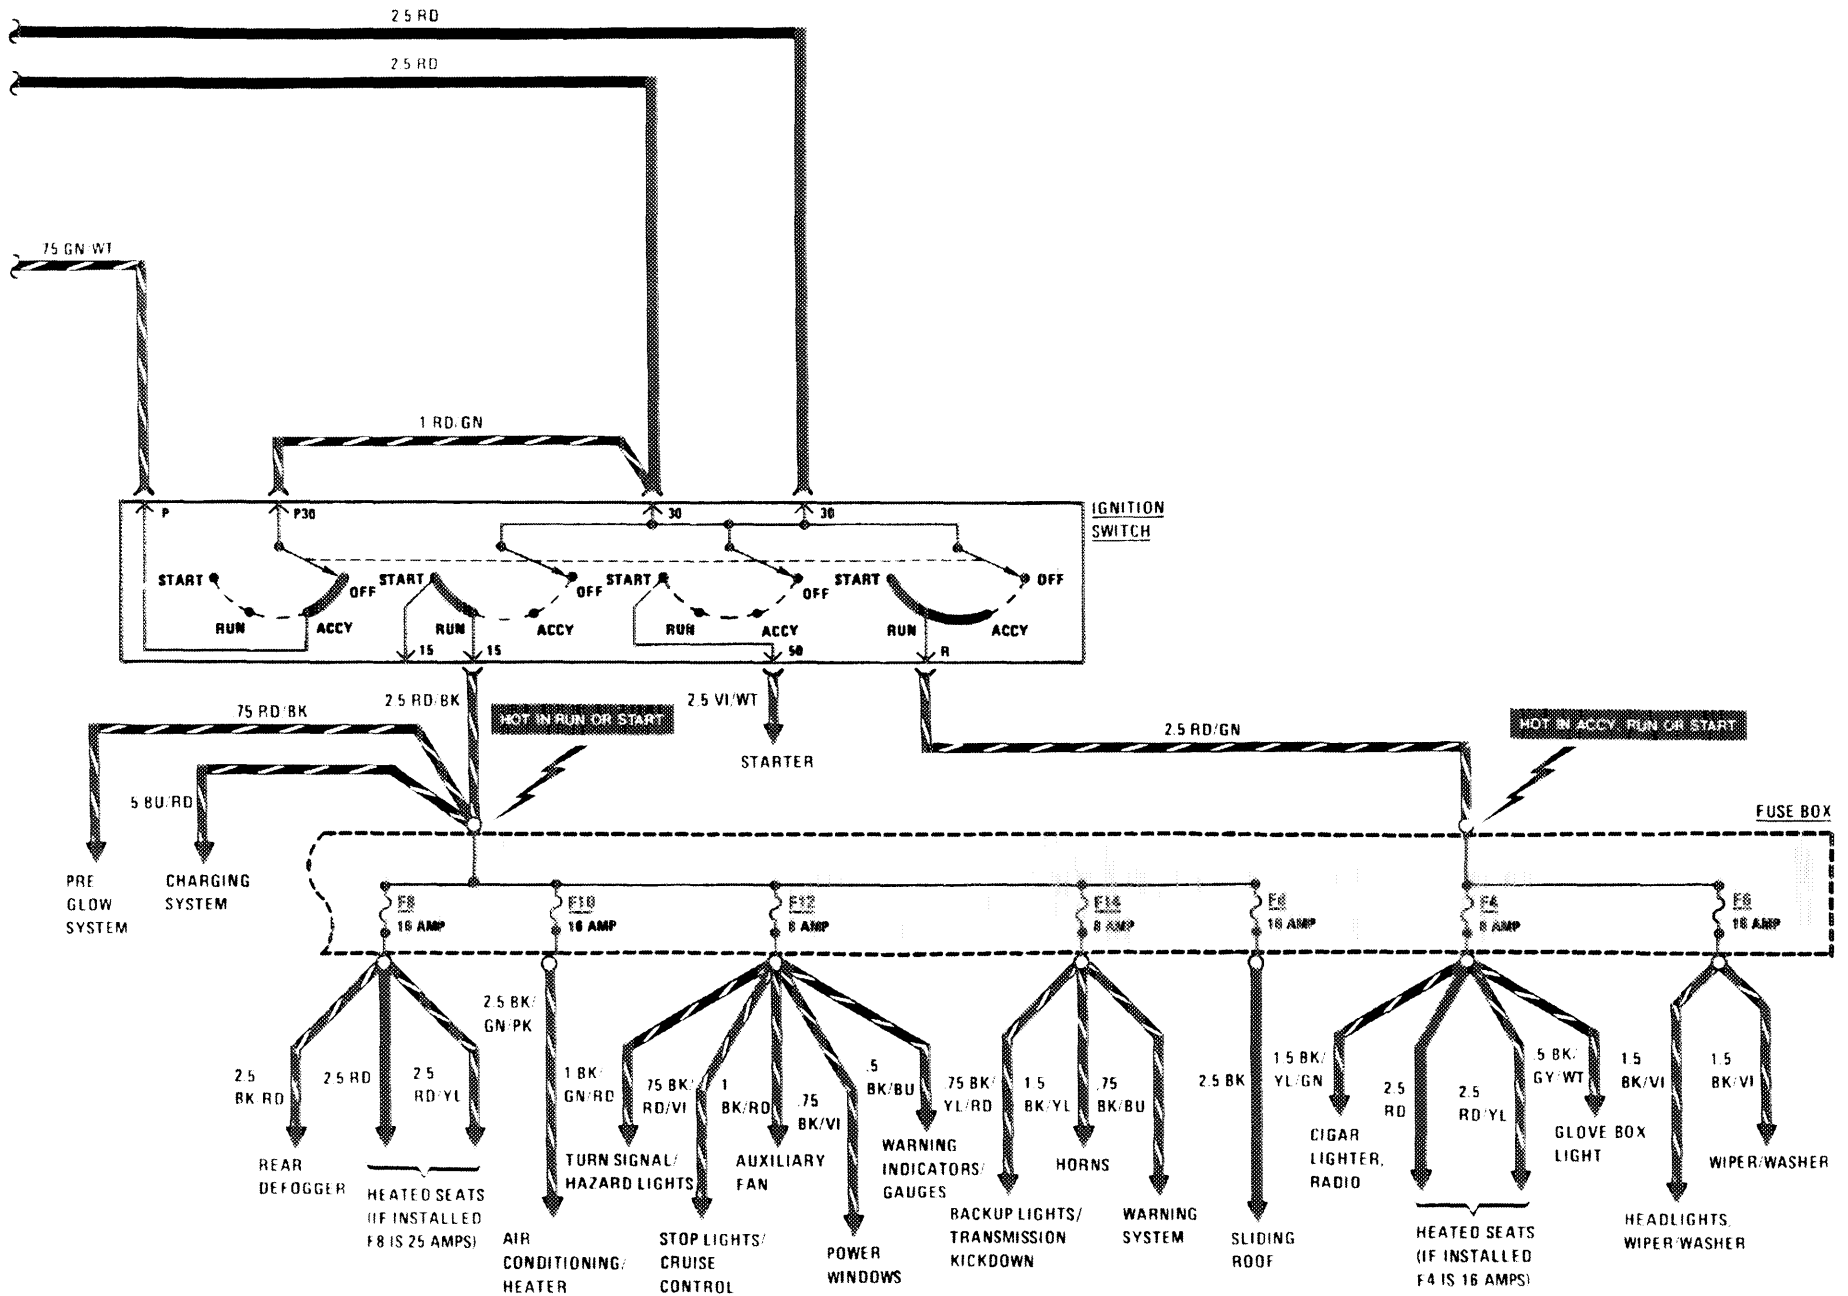 2.5 RD
2.5 RD
75 GN/WT
1 RD/GN
IGNITION
SWITCH
P
P30
30
30
START
OFF
RUN
ACCY
START
OFF
RUN
ACCY
START
OFF
RUN
ACCY
START
OFF
RUN
ACCY
15
15
50
R
75 RD/BK
2.5 RD/BK
HOT IN RUN OR START
2.5 VI/WT
STARTER
2.5 RD/GN
HOT IN ACCY, RUN OR START
5 BU/RD
FUSE BOX
PRE
GLOW
SYSTEM
CHARGING
SYSTEM
F8
16 AMP
F10
16 AMP
F12
8 AMP
F14
8 AMP
16 AMP
F4
8 AMP
F6
16 AMP
2.5
BK RD
2.5 RD
2.5
RD/YL
2.5 BK/
GN/PK
1 BK/
GN/RD
.75 BK/
RD/VI
1
BK/RD
.75
BK/VI
.5
BK/BU
.75 BK/
YL/RD
1.5
BK/YL
.75
BK/BU
2.5 BK
1.5 BK/
YL/GN
2.5
RD
2.5
RD/YL
.5 BK/
GY/WT
1.5
BK/VI
1.5
BK/VI
REAR
DEFOGGER
HEATED SEATS
(IF INSTALLED
F8 IS 25 AMPS)
AIR
CONDITIONING/
HEATER
TURN SIGNAL/
HAZARD LIGHTS
STOP LIGHTS/
CRUISE
CONTROL
AUXILIARY
FAN
POWER
WINDOWS
WARNING
INDICATORS/
GAUGES
BACKUP LIGHTS/
TRANSMISSION
KICKDOWN
HORNS
WARNING
SYSTEM
SLIDING
ROOF
CIGAR
LIGHTER,
RADIO
HEATED SEATS
(IF INSTALLED
F4 IS 16 AMPS)
GLOVE BOX
LIGHT
HEADLIGHTS,
WIPER/WASHER
WIPER/WASHER